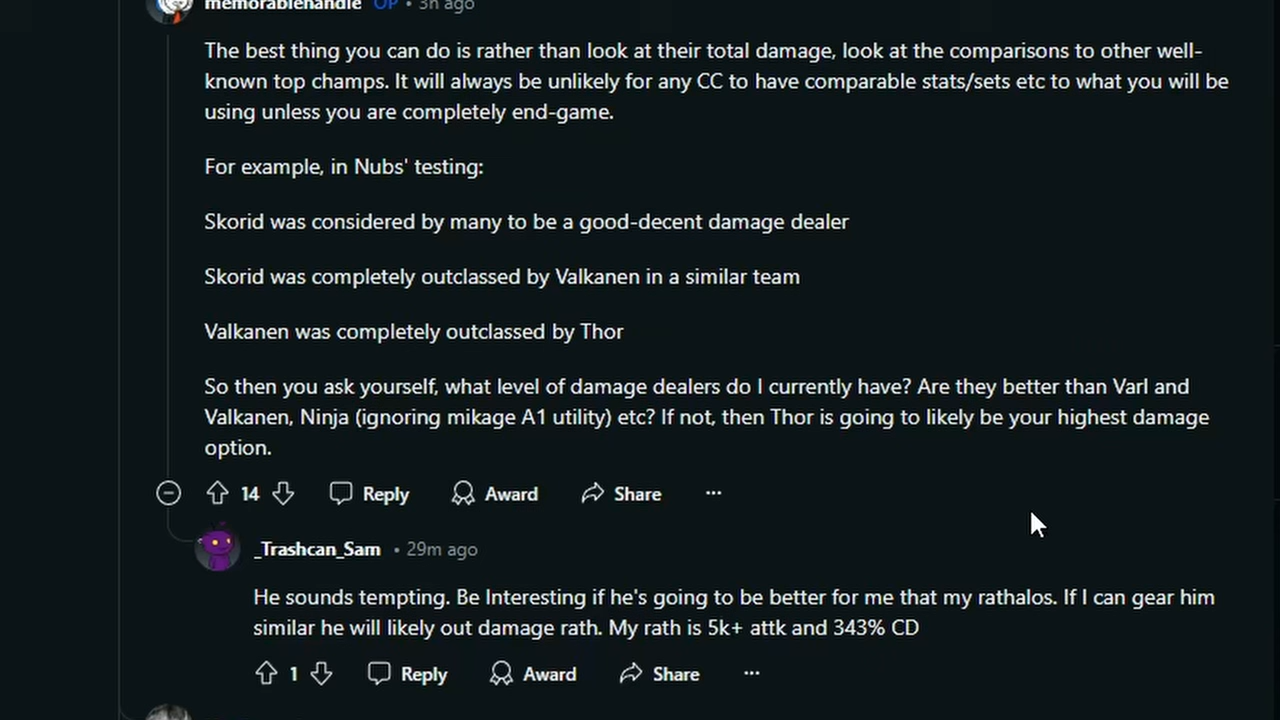 memorablehandle OP • 3h ago
The best thing you can do is rather than look at their total damage, look at the comparisons to other well-
known top champs. It will always be unlikely for any CC to have comparable stats/sets etc to what you will be
using unless you are completely end-game.
For example, in Nubs' testing:
Skorid was considered by many to be a good-decent damage dealer
Skorid was completely outclassed by Valkanen in a similar team
Valkanen was completely outclassed by Thor
So then you ask yourself, what level of damage dealers do I currently have? Are they better than Varl and
Valkanen, Ninja (ignoring mikage A1 utility) etc? If not, then Thor is going to likely be your highest damage
option.
14 Reply Award Share ...
_Trashcan_Sam • 29m ago
He sounds tempting. Be Interesting if he's going to be better for me that my rathalos. If I can gear him
similar he will likely out damage rath. My rath is 5k+ attk and 343% CD
1 Reply Award Share ...